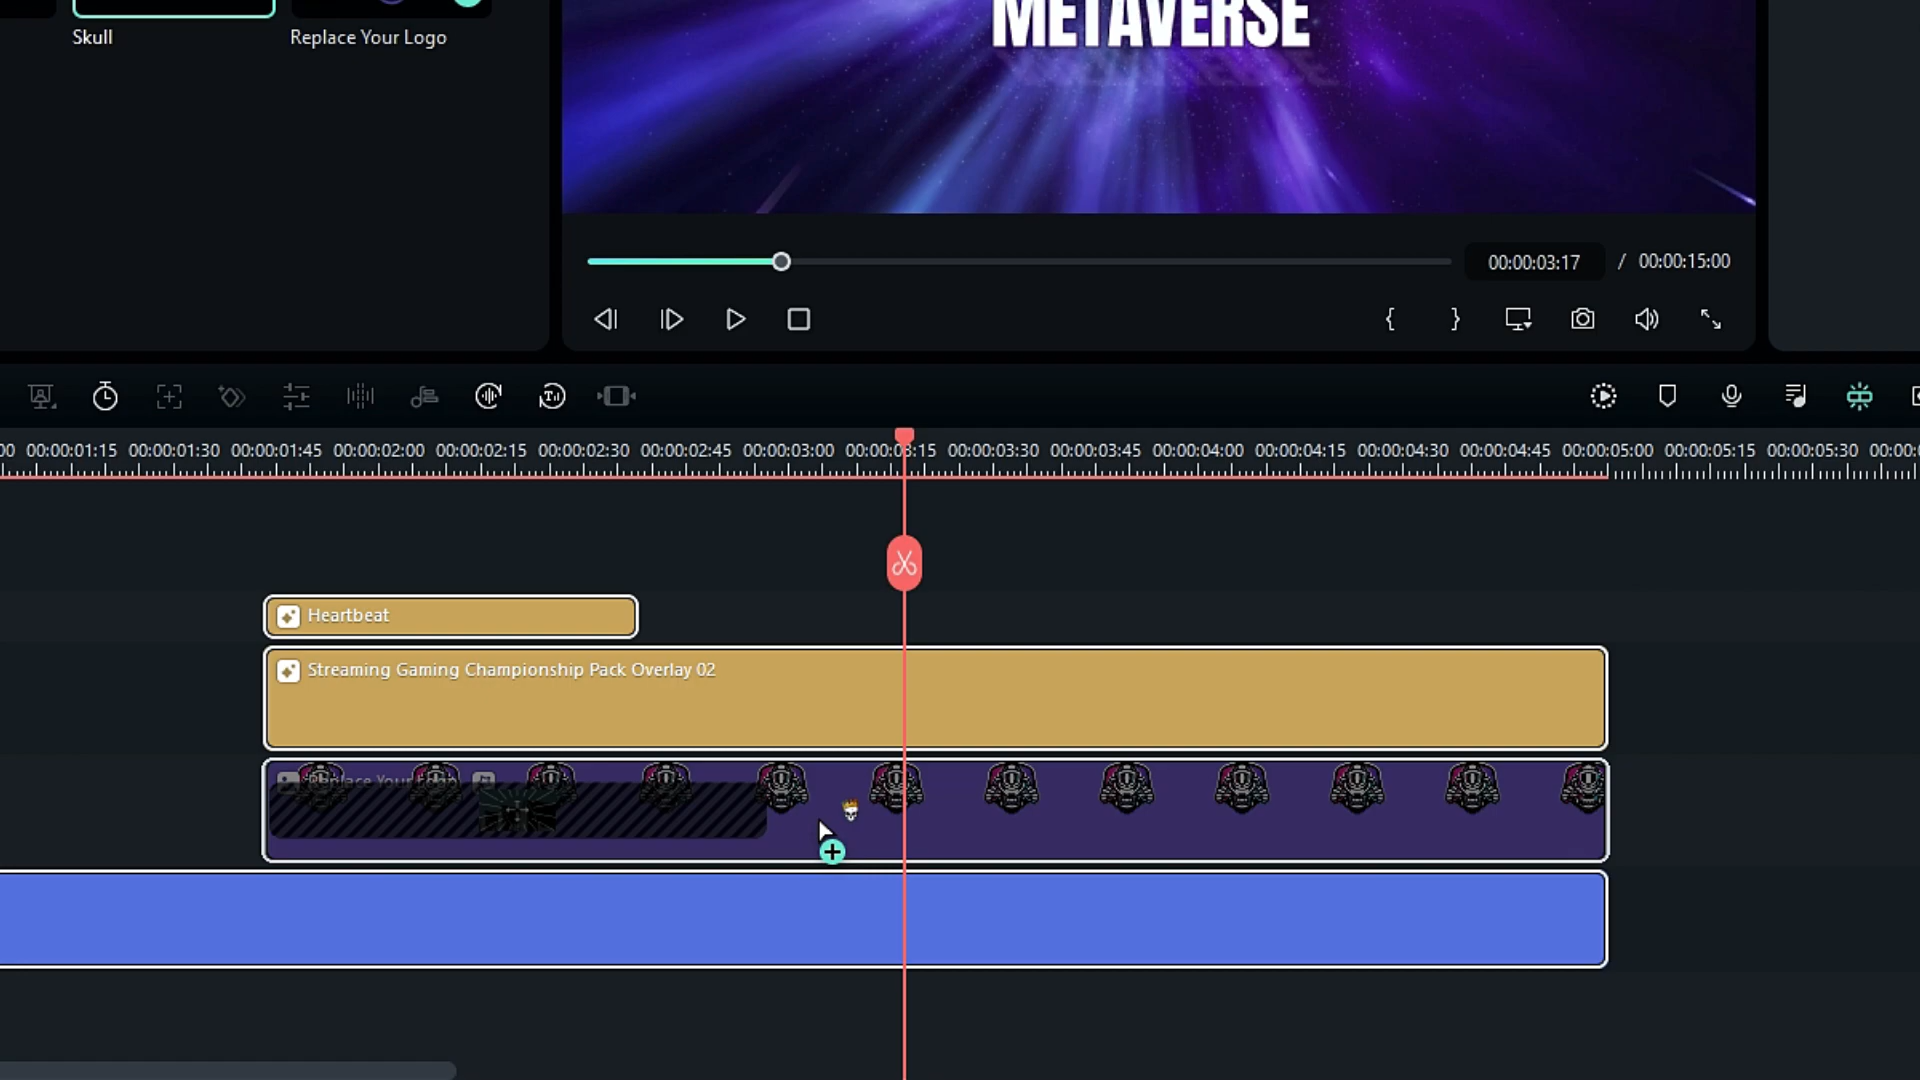 METAVERSE
Skull
Replace Your Logo
00:00:03:17 / 00:00:15:00
00:00:01:15 00:00:01:30 00:00:01:45 00:00:02:00 00:00:02:15 00:00:02:30 00:00:02:45 00:00:03:00 00:00:03:15 00:00:03:30 00:00:03:45 00:00:04:00 00:00:04:15 00:00:04:30 00:00:04:45 00:00:05:00 00:00:05:15 00:00:05:30
Heartbeat
Streaming Gaming Championship Pack Overlay 02
Replace Your Logo